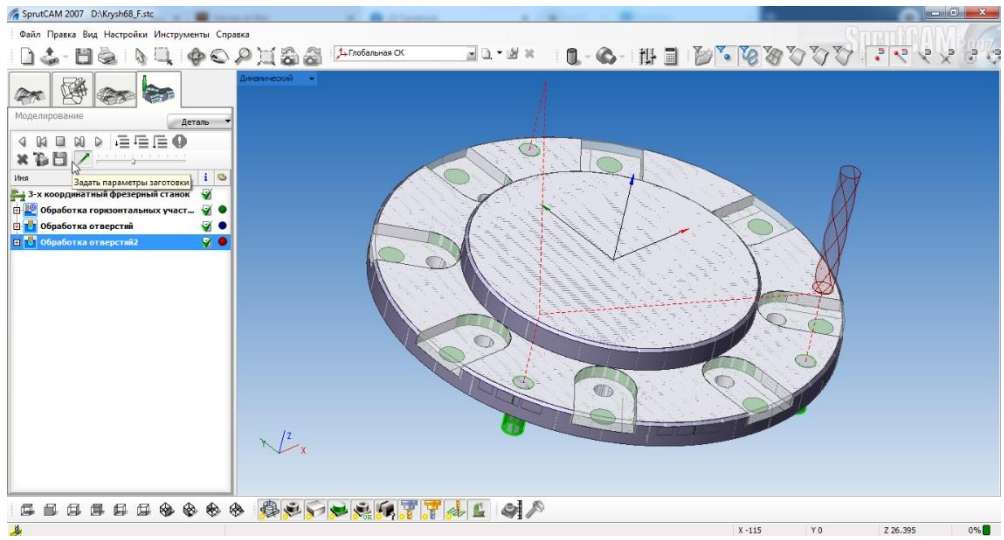 SprutCAM 2007 D:\Krysh68_F.stc
Файл Правка Вид Настройки Инструменты Справка
Глобальная СК
Динамический
Моделирование
Деталь
Имя
Задать параметры заготовки
3-х координатный фрезерный станок
Обработка горизонтальных участ...
Обработка отверстий
Обработка отверстий2
Z
Y
X
X -115 Y 0 Z 26.395 0%